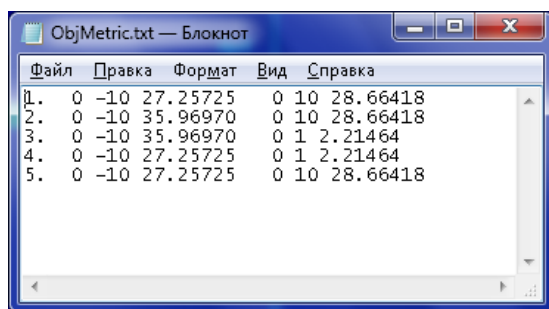 ObjMetric.txt — Блокнот
Файл Правка Формат Вид Справка
1. 0 -10 27.25725 0 10 28.66418
2. 0 -10 35.96970 0 10 28.66418
3. 0 -10 35.96970 0 1 2.21464
4. 0 -10 27.25725 0 1 2.21464
5. 0 -10 27.25725 0 10 28.66418